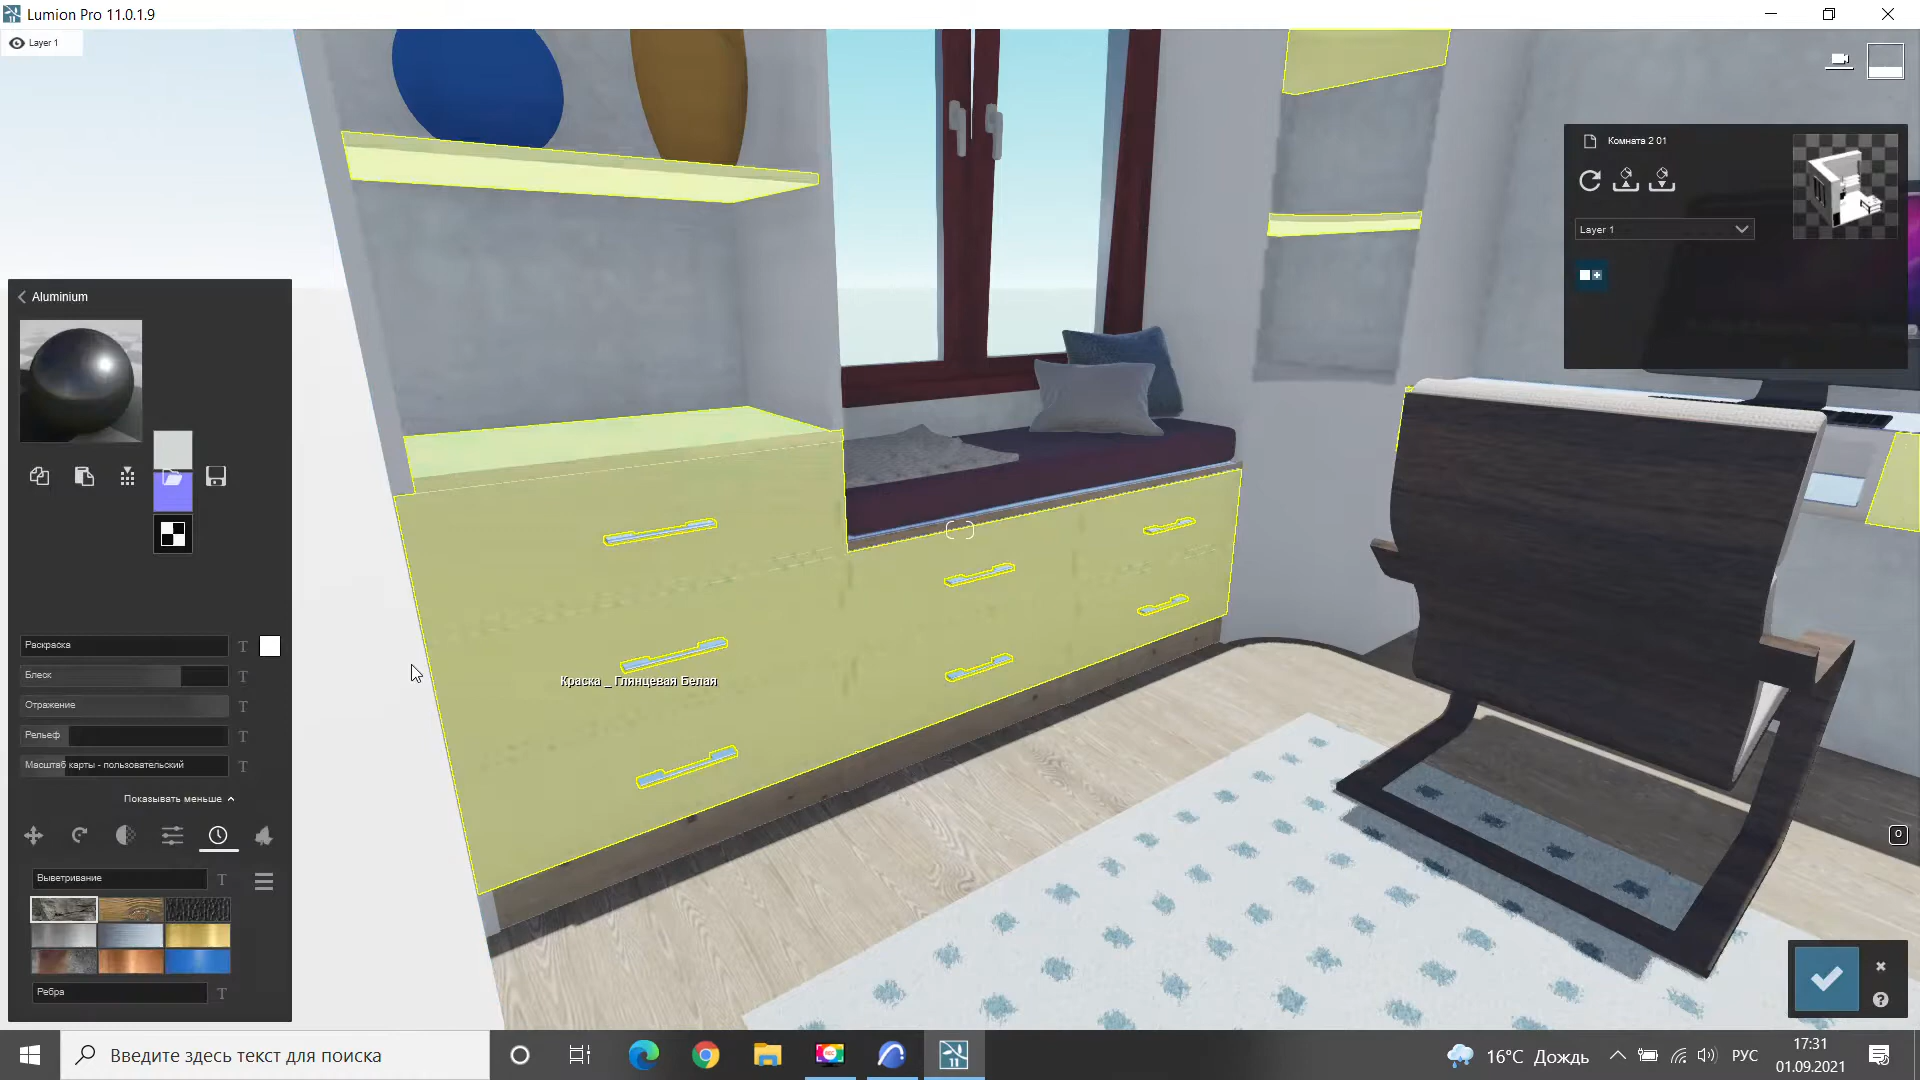 Lumion Pro 11.0.1.9
Layer 1
Комната 2 01
Layer 1
Aluminium
Раскраска T
Блеск T
Отражение T
Рельеф T
Масштаб карты - пользовательский T
Показывать меньше
Выветривание T
Ребра T
Краска _ Глянцевая Белая
O
Введите здесь текст для поиска
REC
11
16°C Дождь
РУС
17:31
01.09.2021